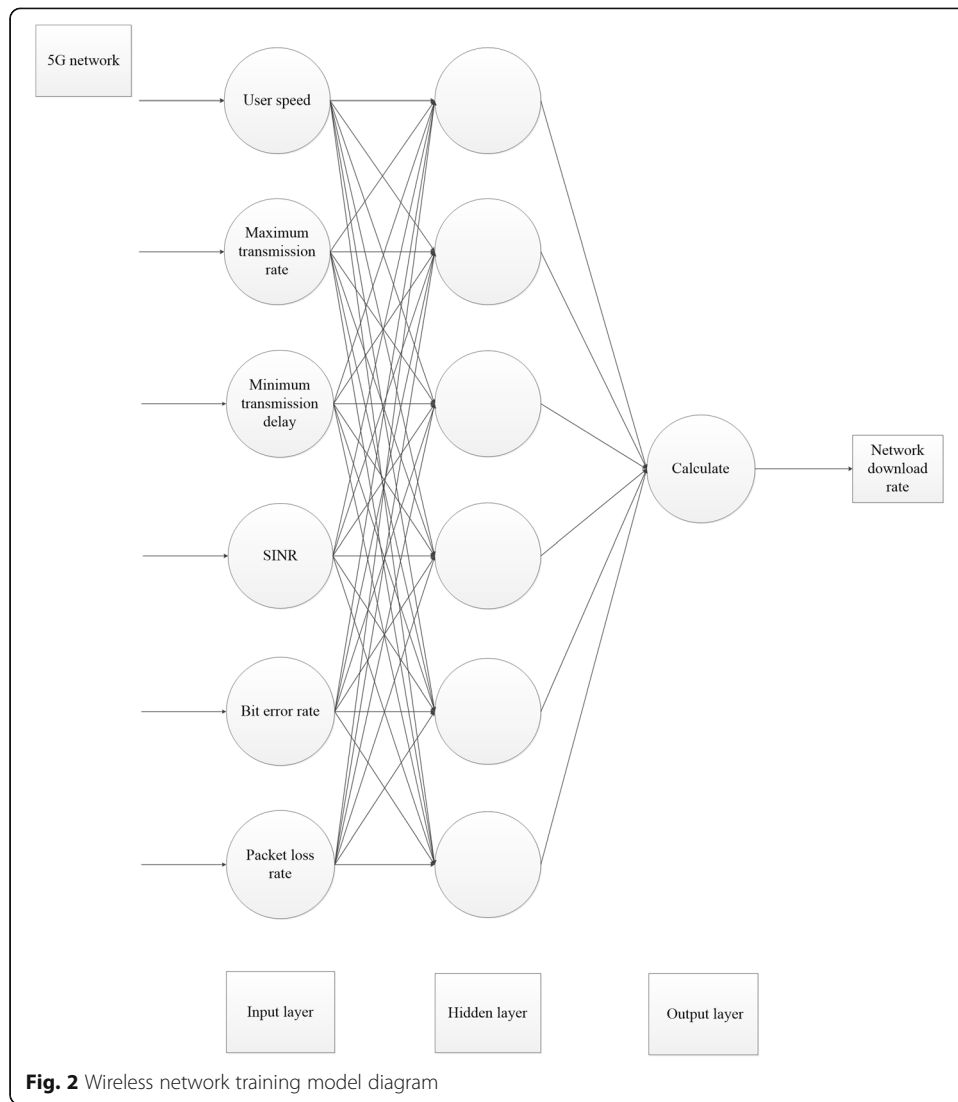 5G network
User speed
Maximum
transmission
rate
Minimum
transmission
delay
SINR
Bit error rate
Packet loss
rate
Calculate
Network
download
rate
Input layer
Hidden layer
Output layer
Fig. 2 Wireless network training model diagram